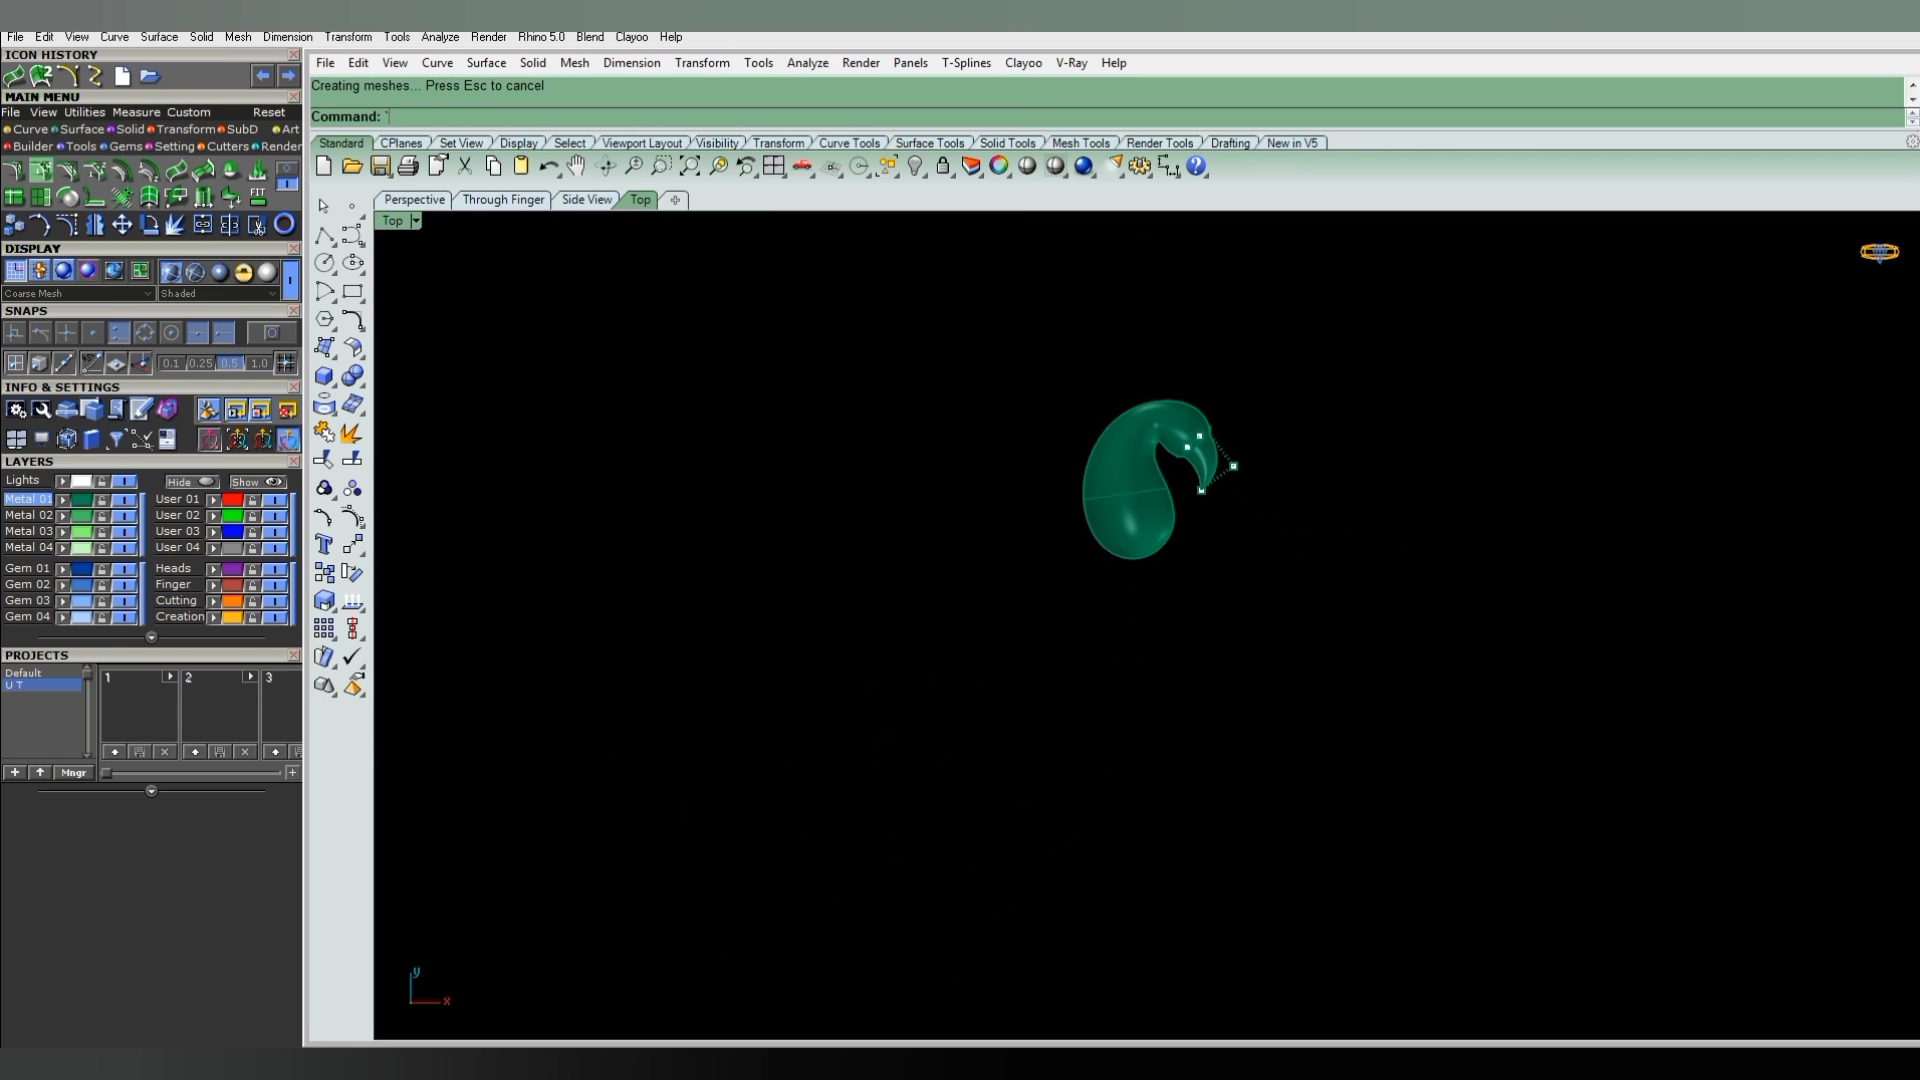 File Edit View Curve Surface Solid Mesh Dimension Transform Tools Analyze Render Rhino 5.0 Blend Clayoo Help
ICON HISTORY
2
MAIN MENU
File View Utilities Measure Custom Reset
Curve Surface Solid Transform SubD Art
Builder Tools Gems Setting Cutters Render
FIT
DISPLAY
Coarse Mesh Shaded
SNAPS
0.1 0.25 0.5 1.0
INFO & SETTINGS
LAYERS
Lights Hide Show
Metal 01 User 01
Metal 02 User 02
Metal 03 User 03
Metal 04 User 04
Gem 01 Heads
Gem 02 Finger
Gem 03 Cutting
Gem 04 Creation
PROJECTS
Default 1 2 3
U T
Mngr
File Edit View Curve Surface Solid Mesh Dimension Transform Tools Analyze Render Panels T-Splines Clayoo V-Ray Help
Creating meshes... Press Esc to cancel
Command: `
Standard CPlanes Set View Display Select Viewport Layout Visibility Transform Curve Tools Surface Tools Solid Tools Mesh Tools Render Tools Drafting New in V5
Perspective Through Finger Side View Top
Top
y
x